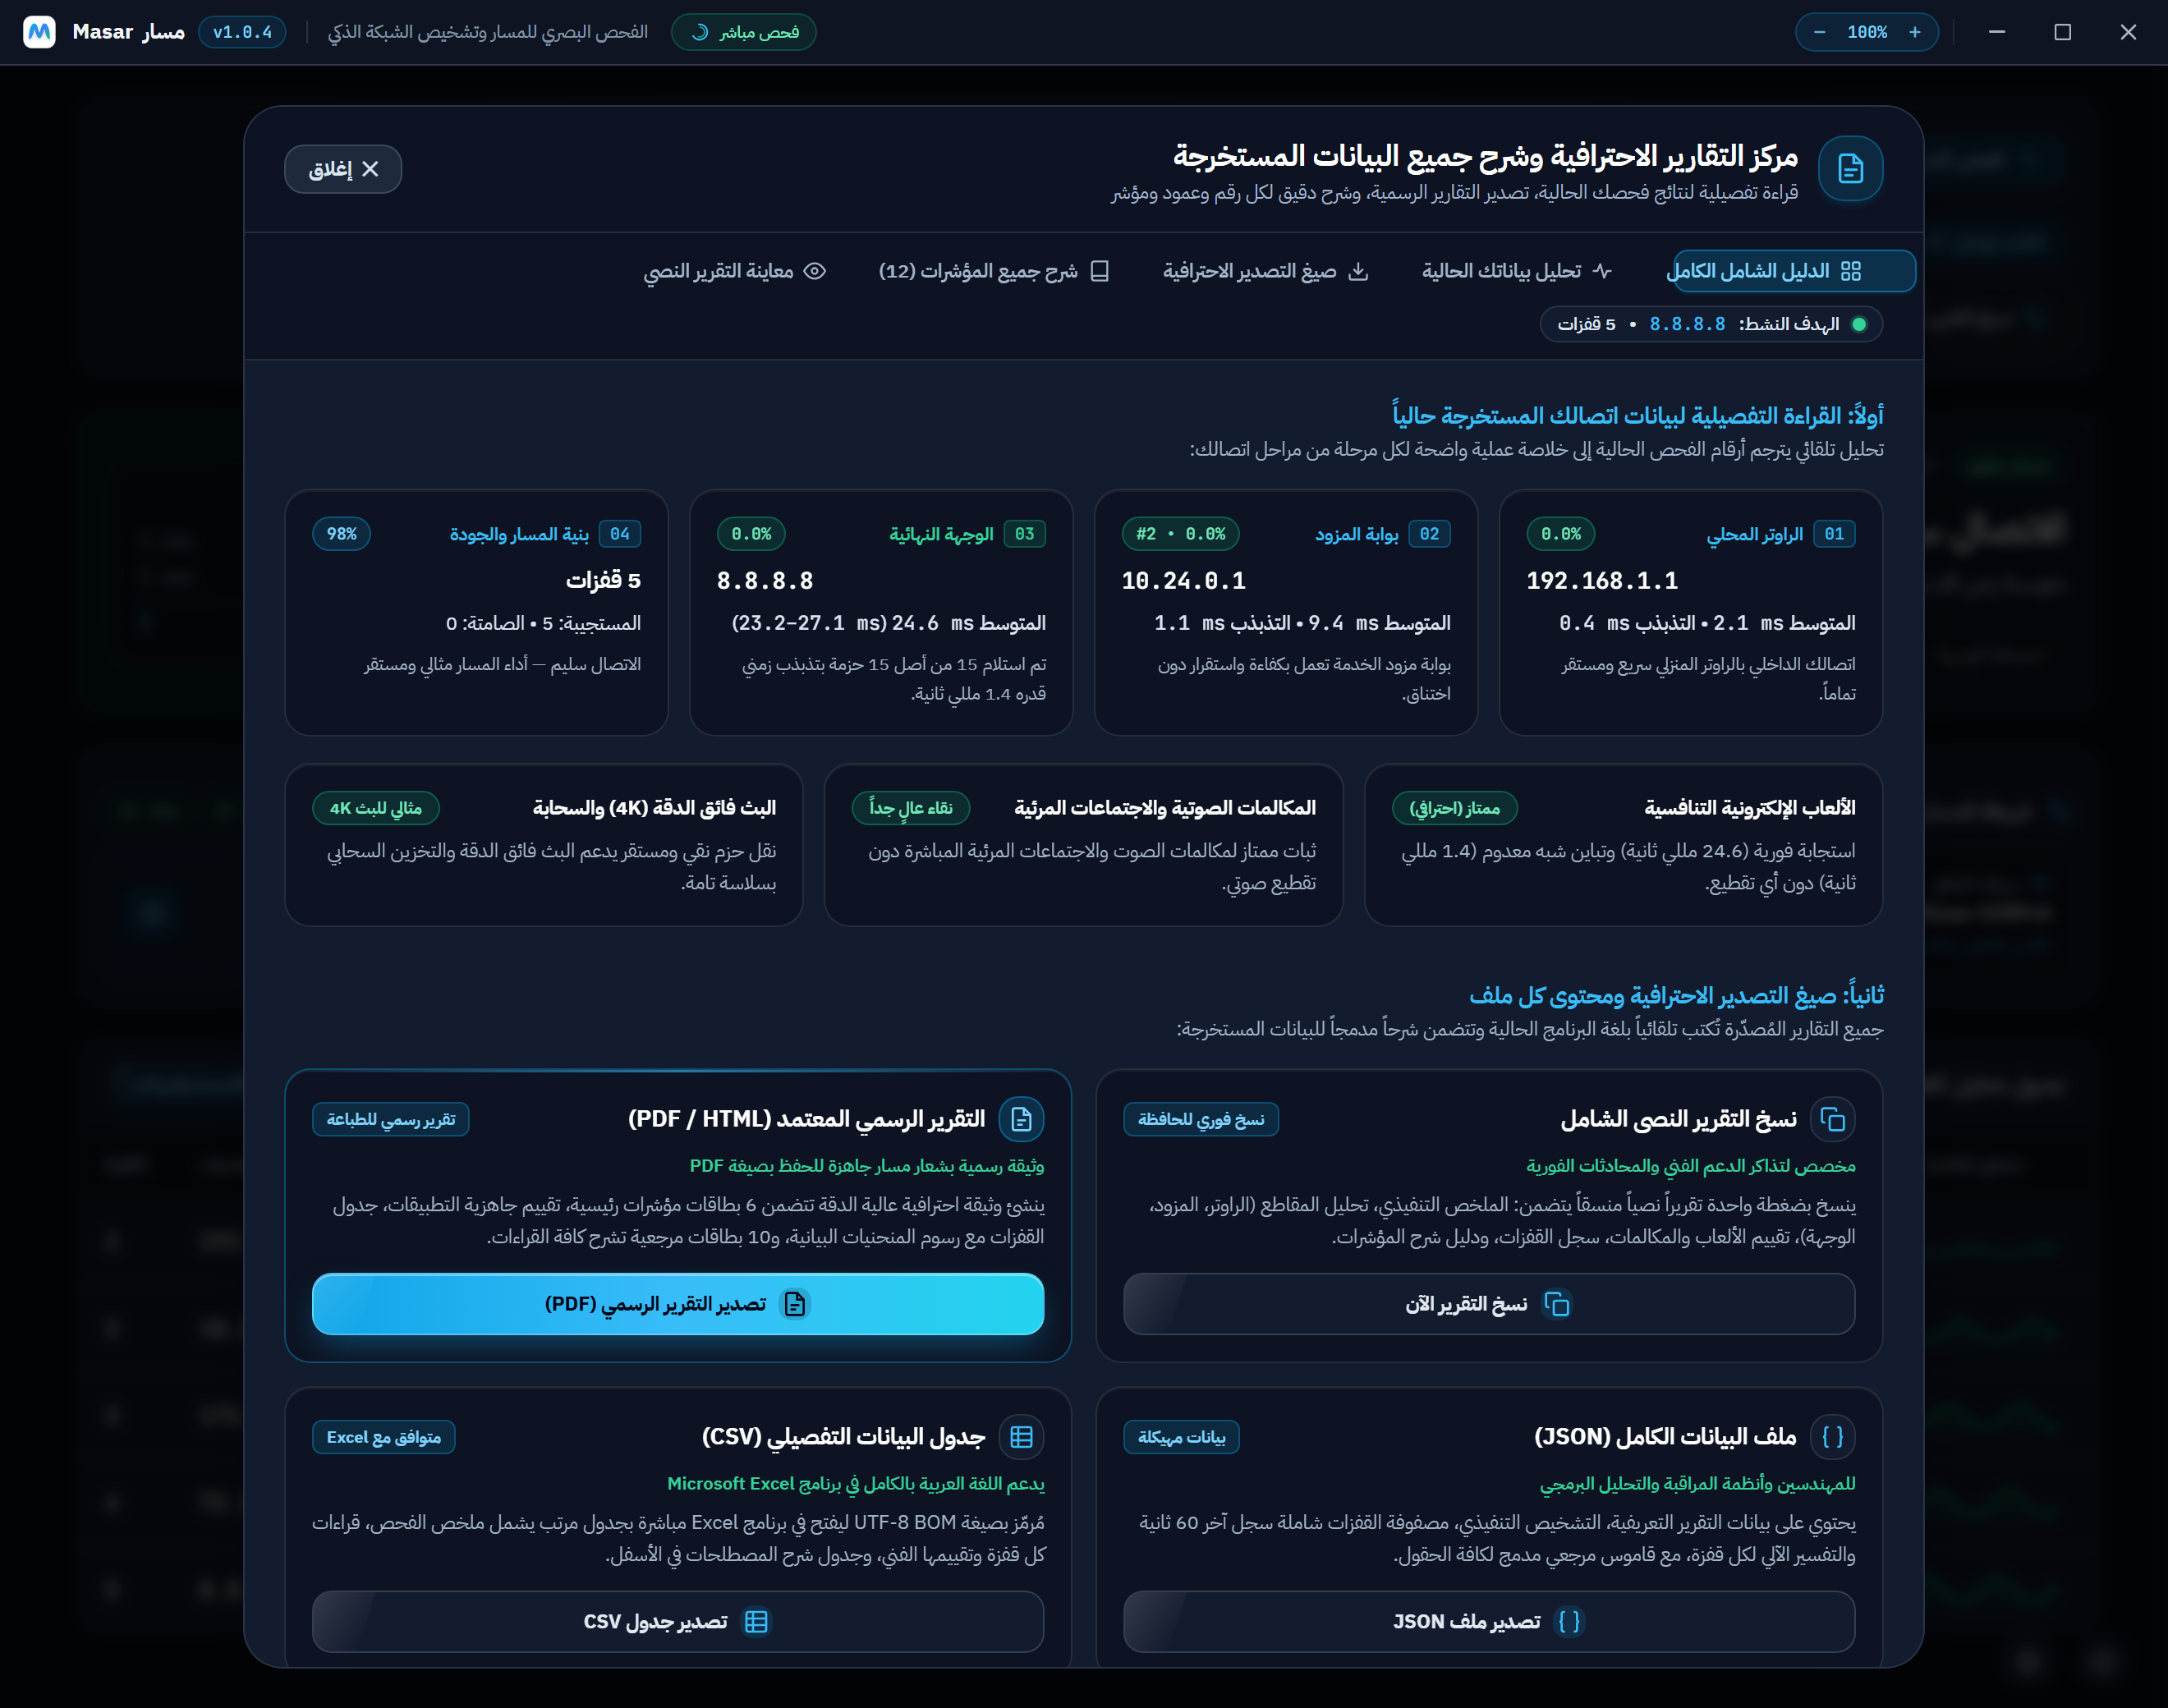 Masar مسار
v1.0.4
الفحص البصري للمسار وتشخيص الشبكة الذكي
فحص مباشر
− 100% +
مركز التقارير الاحترافية وشرح جميع البيانات المستخرجة
قراءة تفصيلية لنتائج فحصك الحالية، تصدير التقارير الرسمية، وشرح دقيق لكل رقم وعمود ومؤشر
إغلاق
الدليل الشامل الكامل
تحليل بياناتك الحالية
صيغ التصدير الاحترافية
شرح جميع المؤشرات (12)
معاينة التقرير النصي
الهدف النشط: 8.8.8.8 • 5 قفزات
أولاً: القراءة التفصيلية لبيانات اتصالك المستخرجة حالياً
تحليل تلقائي يترجم أرقام الفحص الحالية إلى خلاصة عملية واضحة لكل مرحلة من مراحل اتصالك:
01 الراوتر المحلي 0.0%
192.168.1.1
المتوسط 2.1 ms • التذبذب 0.4 ms
اتصالك الداخلي بالراوتر المنزلي سريع ومستقر
تماماً.
02 بوابة المزود #2 • 0.0%
10.24.0.1
المتوسط 9.4 ms • التذبذب 1.1 ms
بوابة مزود الخدمة تعمل بكفاءة واستقرار دون
اختناق.
03 الوجهة النهائية 0.0%
8.8.8.8
المتوسط 24.6 ms (23.2–27.1 ms)
تم استلام 15 من أصل 15 حزمة بتذبذب زمني
قدره 1.4 مللي ثانية.
04 بنية المسار والجودة 98%
5 قفزات
المستجيبة: 5 • الصامتة: 0
الاتصال سليم — أداء المسار مثالي ومستقر
الألعاب الإلكترونية التنافسية
ممتاز (احترافي)
استجابة فورية (24.6 مللي ثانية) وتباين شبه معدوم (1.4 مللي
ثانية) دون أي تقطيع.
المكالمات الصوتية والاجتماعات المرئية
نقاء عالٍ جداً
ثبات ممتاز لمكالمات الصوت والاجتماعات المرئية المباشرة دون
تقطيع صوتي.
البث فائق الدقة (4K) والسحابة
مثالي للبث 4K
نقل حزم نقي ومستقر يدعم البث فائق الدقة والتخزين السحابي
بسلاسة تامة.
ثانياً: صيغ التصدير الاحترافية ومحتوى كل ملف
جميع التقارير المُصدّرة تُكتب تلقائياً بلغة البرنامج الحالية وتتضمن شرحاً مدمجاً للبيانات المستخرجة:
نسخ التقرير النصي الشامل
نسخ فوري للحافظة
مخصص لتذاكر الدعم الفني والمحادثات الفورية
ينسخ بضغطة واحدة تقريراً نصياً منسقاً يتضمن: الملخص التنفيذي، تحليل المقاطع (الراوتر، المزود،
الوجهة)، تقييم الألعاب والمكالمات، سجل القفزات، ودليل شرح المؤشرات.
نسخ التقرير الآن
التقرير الرسمي المعتمد (PDF / HTML)
تقرير رسمي للطباعة
وثيقة رسمية بشعار مسار جاهزة للحفظ بصيغة PDF
ينشئ وثيقة احترافية عالية الدقة تتضمن 6 بطاقات مؤشرات رئيسية، تقييم جاهزية التطبيقات، جدول
القفزات مع رسوم المنحنيات البيانية، و10 بطاقات مرجعية تشرح كافة القراءات.
تصدير التقرير الرسمي (PDF)
ملف البيانات الكامل (JSON)
بيانات مهيكلة
للمهندسين وأنظمة المراقبة والتحليل البرمجي
يحتوي على بيانات التقرير التعريفية، التشخيص التنفيذي، مصفوفة القفزات شاملة سجل آخر 60 ثانية
والتفسير الآلي لكل قفزة، مع قاموس مرجعي مدمج لكافة الحقول.
تصدير ملف JSON
جدول البيانات التفصيلي (CSV)
متوافق مع Excel
يدعم اللغة العربية بالكامل في برنامج Microsoft Excel
مُرمّز بصيغة UTF-8 BOM ليفتح في برنامج Excel مباشرة بجدول مرتب يشمل ملخص الفحص، قراءات
كل قفزة وتقييمها الفني، وجدول شرح المصطلحات في الأسفل.
تصدير جدول CSV